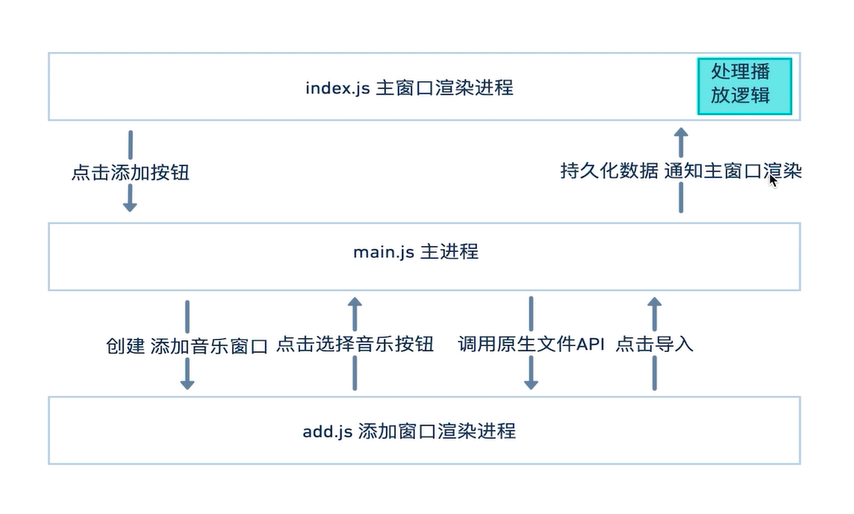 index.js 主窗口渲染进程
处理播
放逻辑
点击添加按钮
持久化数据 通知主窗口渲染
main.js 主进程
创建 添加音乐窗口
点击选择音乐按钮
调用原生文件API
点击导入
add.js 添加窗口渲染进程